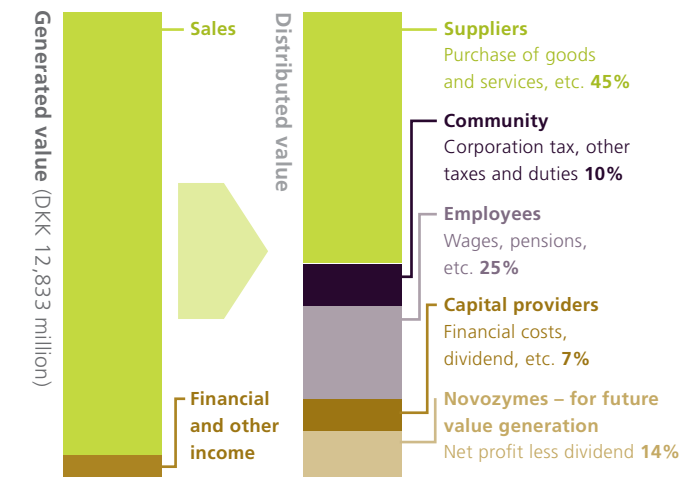 Generated value (DKK 12,833 million)
Sales
Financial
and other
income
Distributed value
Suppliers
Purchase of goods
and services, etc. 45%
Community
Corporation tax, other
taxes and duties 10%
Employees
Wages, pensions,
etc. 25%
Capital providers
Financial costs,
dividend, etc. 7%
Novozymes – for future
value generation
Net profit less dividend 14%